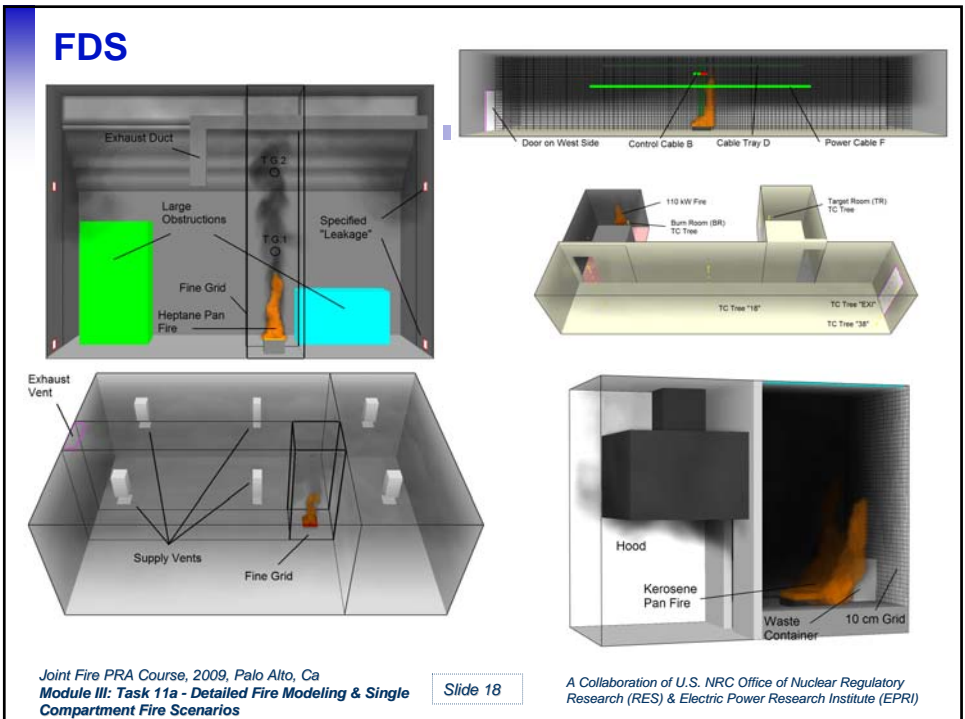 FDS
Exhaust Duct
T.G.2
Large
Obstructions
Specified
"Leakage"
T.G.1
Fine Grid
Heptane Pan
Fire
Door on West Side
Control Cable B
Cable Tray D
Power Cable F
110 kW Fire
Burn Room (BR)
TC Tree
Target Room (TR)
TC Tree
TC Tree "18"
TC Tree "EXI"
TC Tree "38"
Exhaust
Vent
Supply Vents
Fine Grid
Hood
Kerosene
Pan Fire
Waste
Container
10 cm Grid
Joint Fire PRA Course, 2009, Palo Alto, Ca
Module III: Task 11a - Detailed Fire Modeling & Single
Compartment Fire Scenarios
Slide 18
A Collaboration of U.S. NRC Office of Nuclear Regulatory
Research (RES) & Electric Power Research Institute (EPRI)